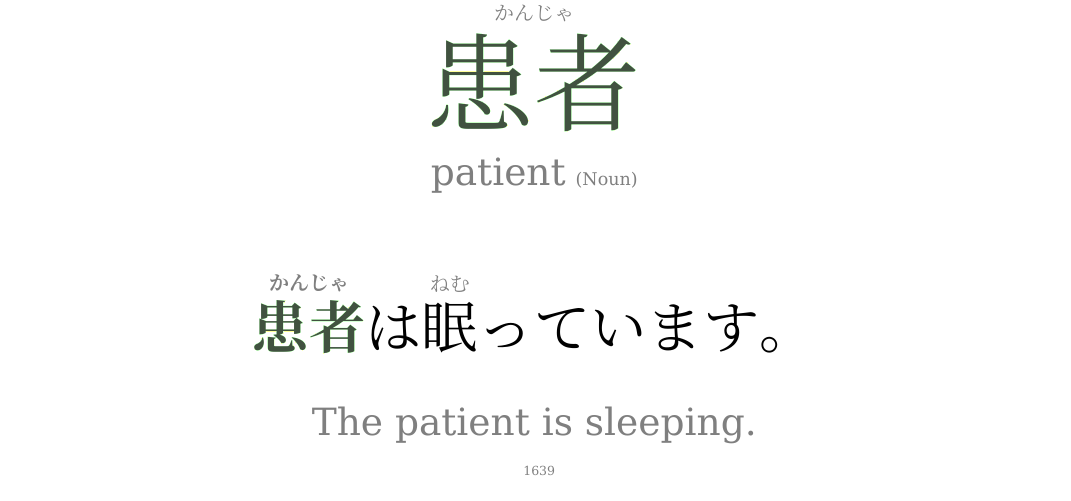 かんじゃ
患者
patient (Noun)
かんじゃ ねむ
患者は眠っています。
The patient is sleeping.
1639